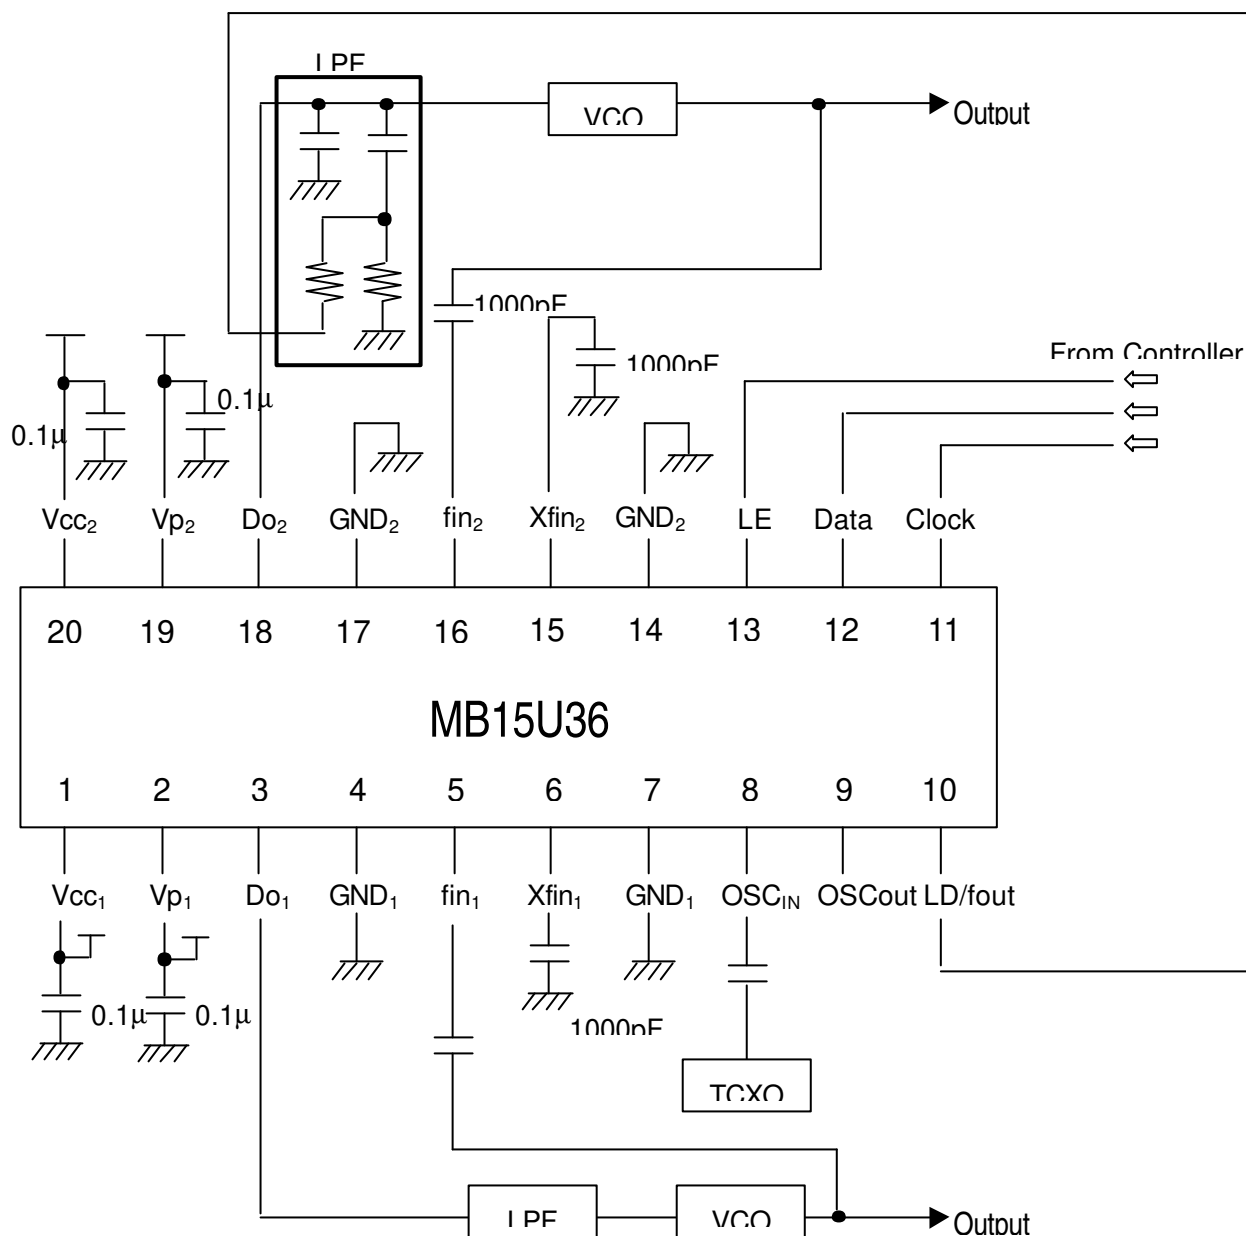 LPF
VCO
Output
1000pF
1000pF
From Controller
0.1μ
0.1μ
Vcc₂ Vp₂ Do₂ GND₂ fin₂ Xfin₂ GND₂ LE Data Clock
20 19 18 17 16 15 14 13 12 11
MB15U36
1 2 3 4 5 6 7 8 9 10
Vcc₁ Vp₁ Do₁ GND₁ fin₁ Xfin₁ GND₁ OSC_IN OSCout LD/fout
0.1μ 0.1μ
1000pF
TCXO
LPF VCO Output